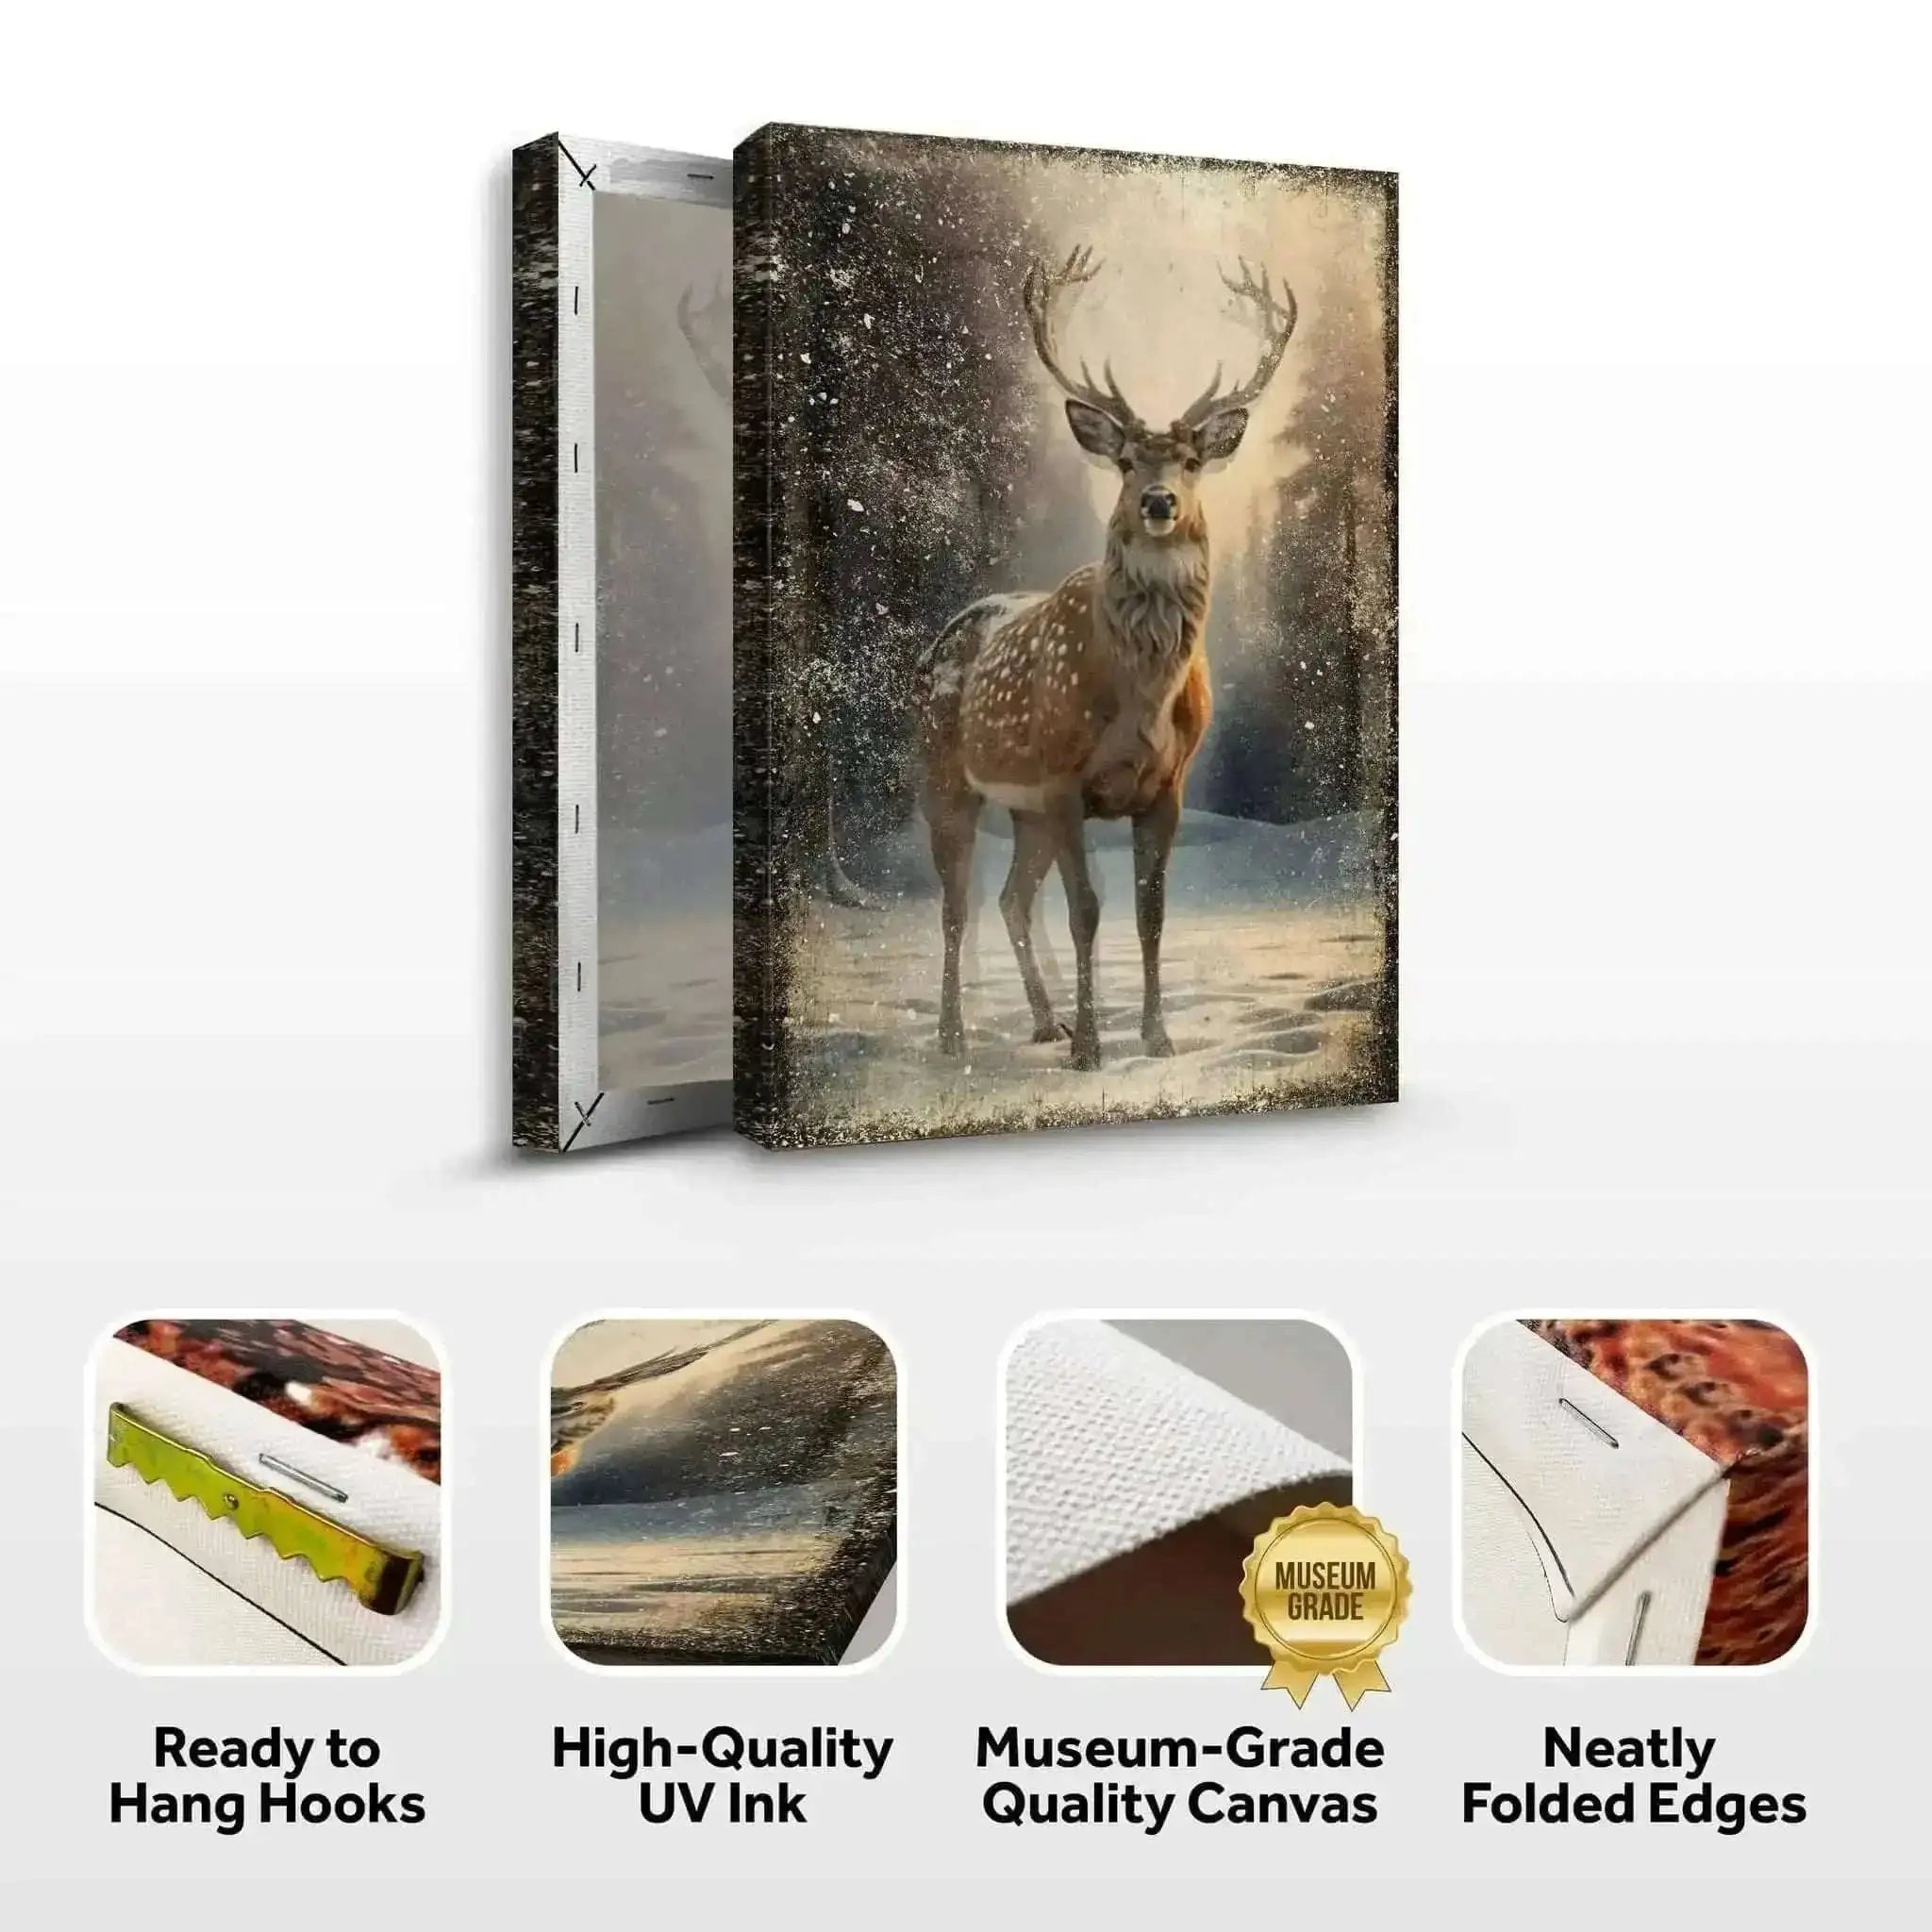 MUSEUM
GRADE
Ready to
Hang Hooks
High-Quality
UV Ink
Museum-Grade
Quality Canvas
Neatly
Folded Edges